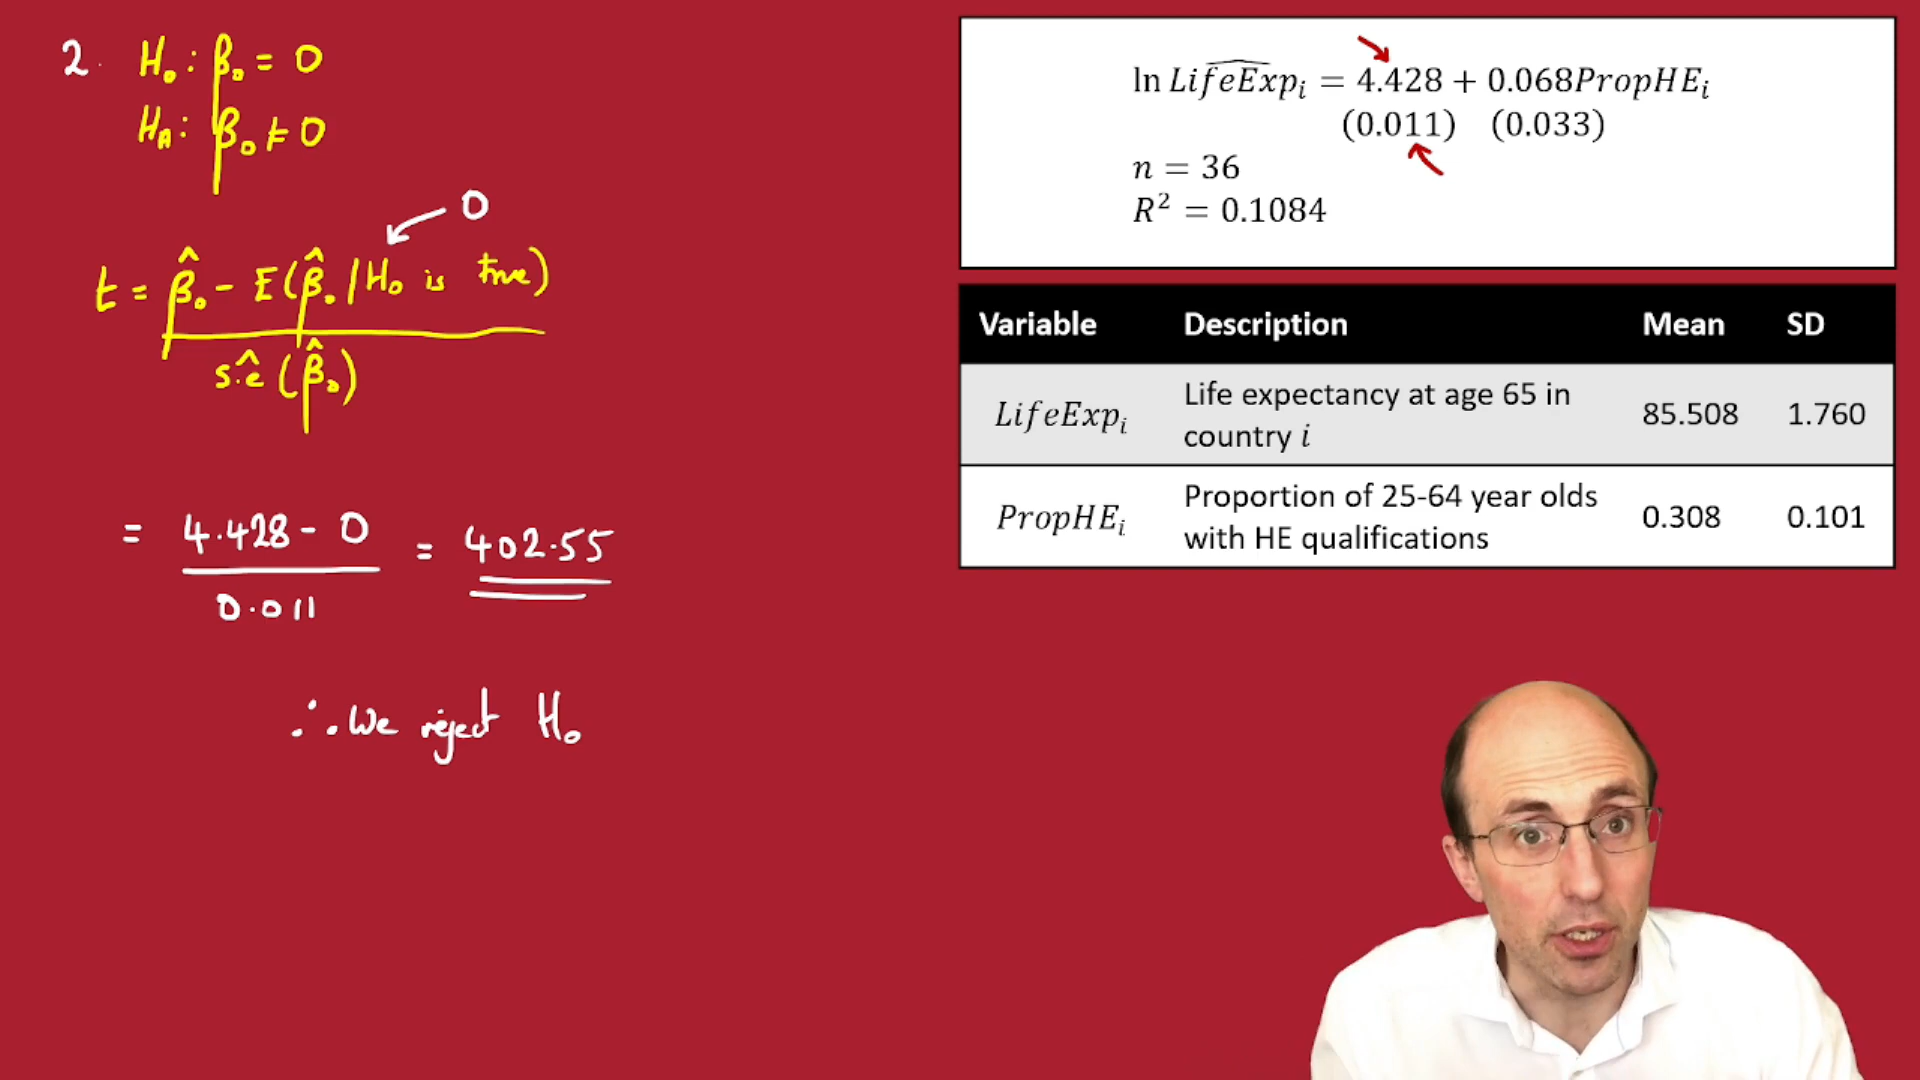 2. H₀: β₀ = 0
Hₐ: β₀ ≠ 0
0
t = β̂₀ - E(β̂₀ | H₀ is true)
s.ê(β̂₀)
= 4.428 - 0 = 402.55
0.011
∴ We reject H₀
ln LifeExpᵢ = 4.428 + 0.068PropHEᵢ
(0.011) (0.033)
n = 36
R² = 0.1084
Variable Description Mean SD
LifeExpᵢ Life expectancy at age 65 in country i 85.508 1.760
PropHEᵢ Proportion of 25-64 year olds with HE qualifications 0.308 0.101